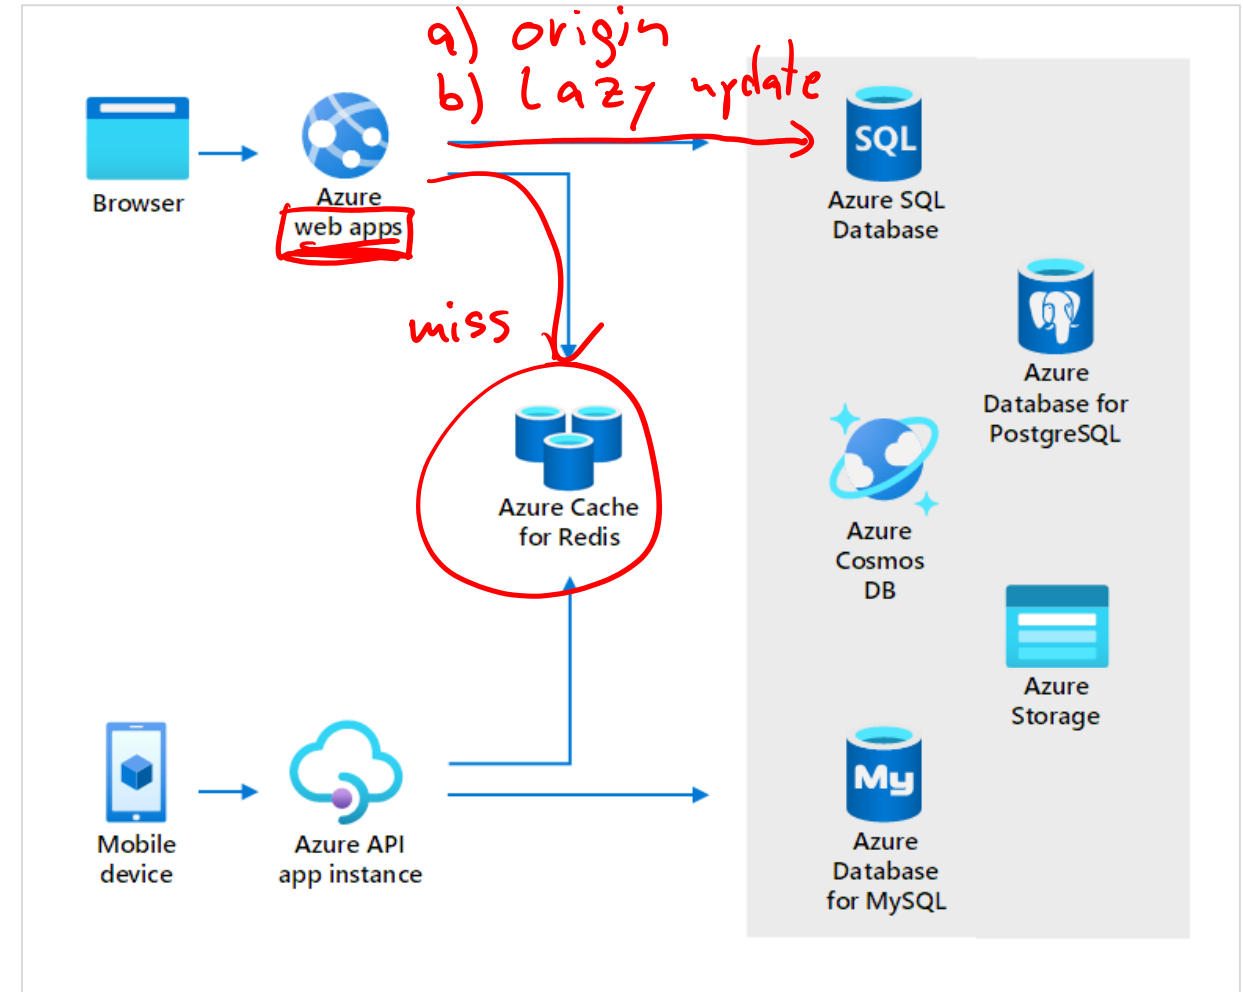 a) origin
b) lazy update
SQL
Browser
Azure
web apps
Azure SQL
Database
miss
Azure
Database for
PostgreSQL
Azure Cache
for Redis
Azure
Cosmos
DB
Azure
Storage
My
Mobile
device
Azure API
app instance
Azure
Database
for MySQL